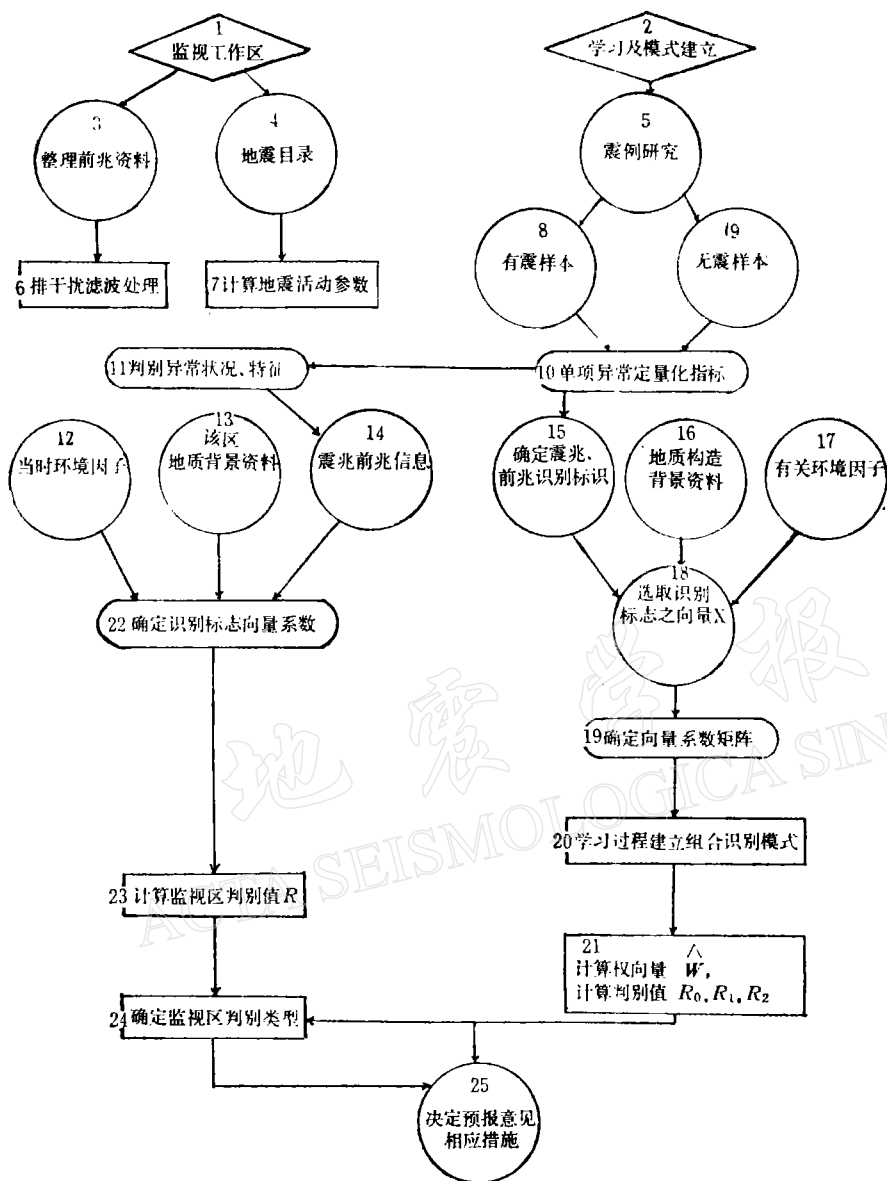 1
监视工作区
2
学习及模式建立
3
整理前兆资料
4
地震目录
5
震例研究
6 排干扰滤波处理
7 计算地震活动参数
8
有震样本
9
无震样本
10 单项异常定量化指标
11 判别异常状况、特征
12
当时环境因子
13
该区
地质背景资料
14
震兆前兆信息
15
确定震兆、
前兆识别标识
16
地质构造
背景资料
17
有关环境因子
18
选取识别
标志之向量X
22 确定识别标志向量系数
19 确定向量系数矩阵
20 学习过程建立组合识别模式
23 计算监视区判别值 R
21
计算权向量 Ŵ,
计算判别值 R₀, R₁, R₂
24 确定监视区判别类型
25
决定预报意见
相应措施
地震学报
ACTA SEISMOLOGICA SIN